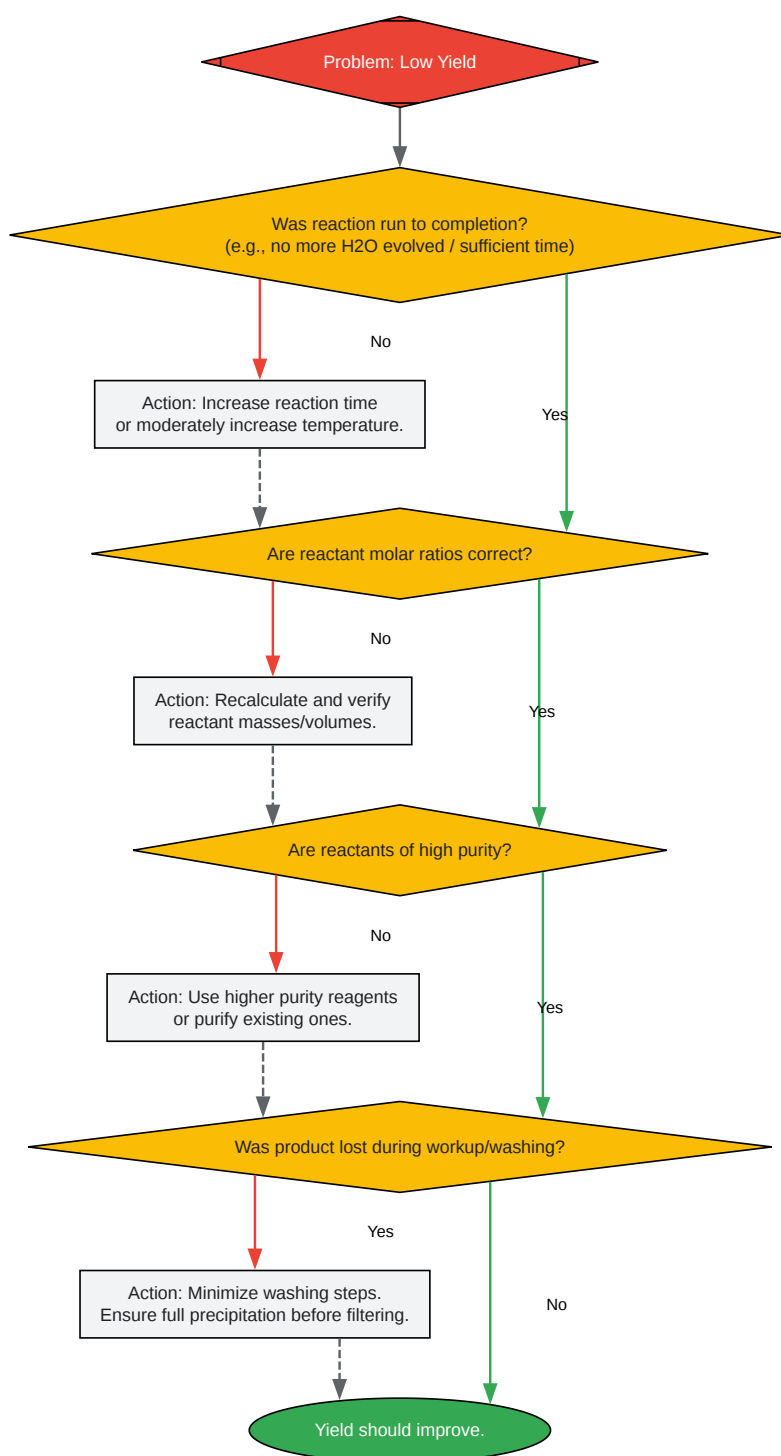 Problem: Low Yield
Was reaction run to completion?
(e.g., no more H2O evolved / sufficient time)
No
Action: Increase reaction time
or moderately increase temperature.
Yes
Are reactant molar ratios correct?
No
Action: Recalculate and verify
reactant masses/volumes.
Yes
Are reactants of high purity?
No
Action: Use higher purity reagents
or purify existing ones.
Yes
Was product lost during workup/washing?
Yes
Action: Minimize washing steps.
Ensure full precipitation before filtering.
No
Yield should improve.